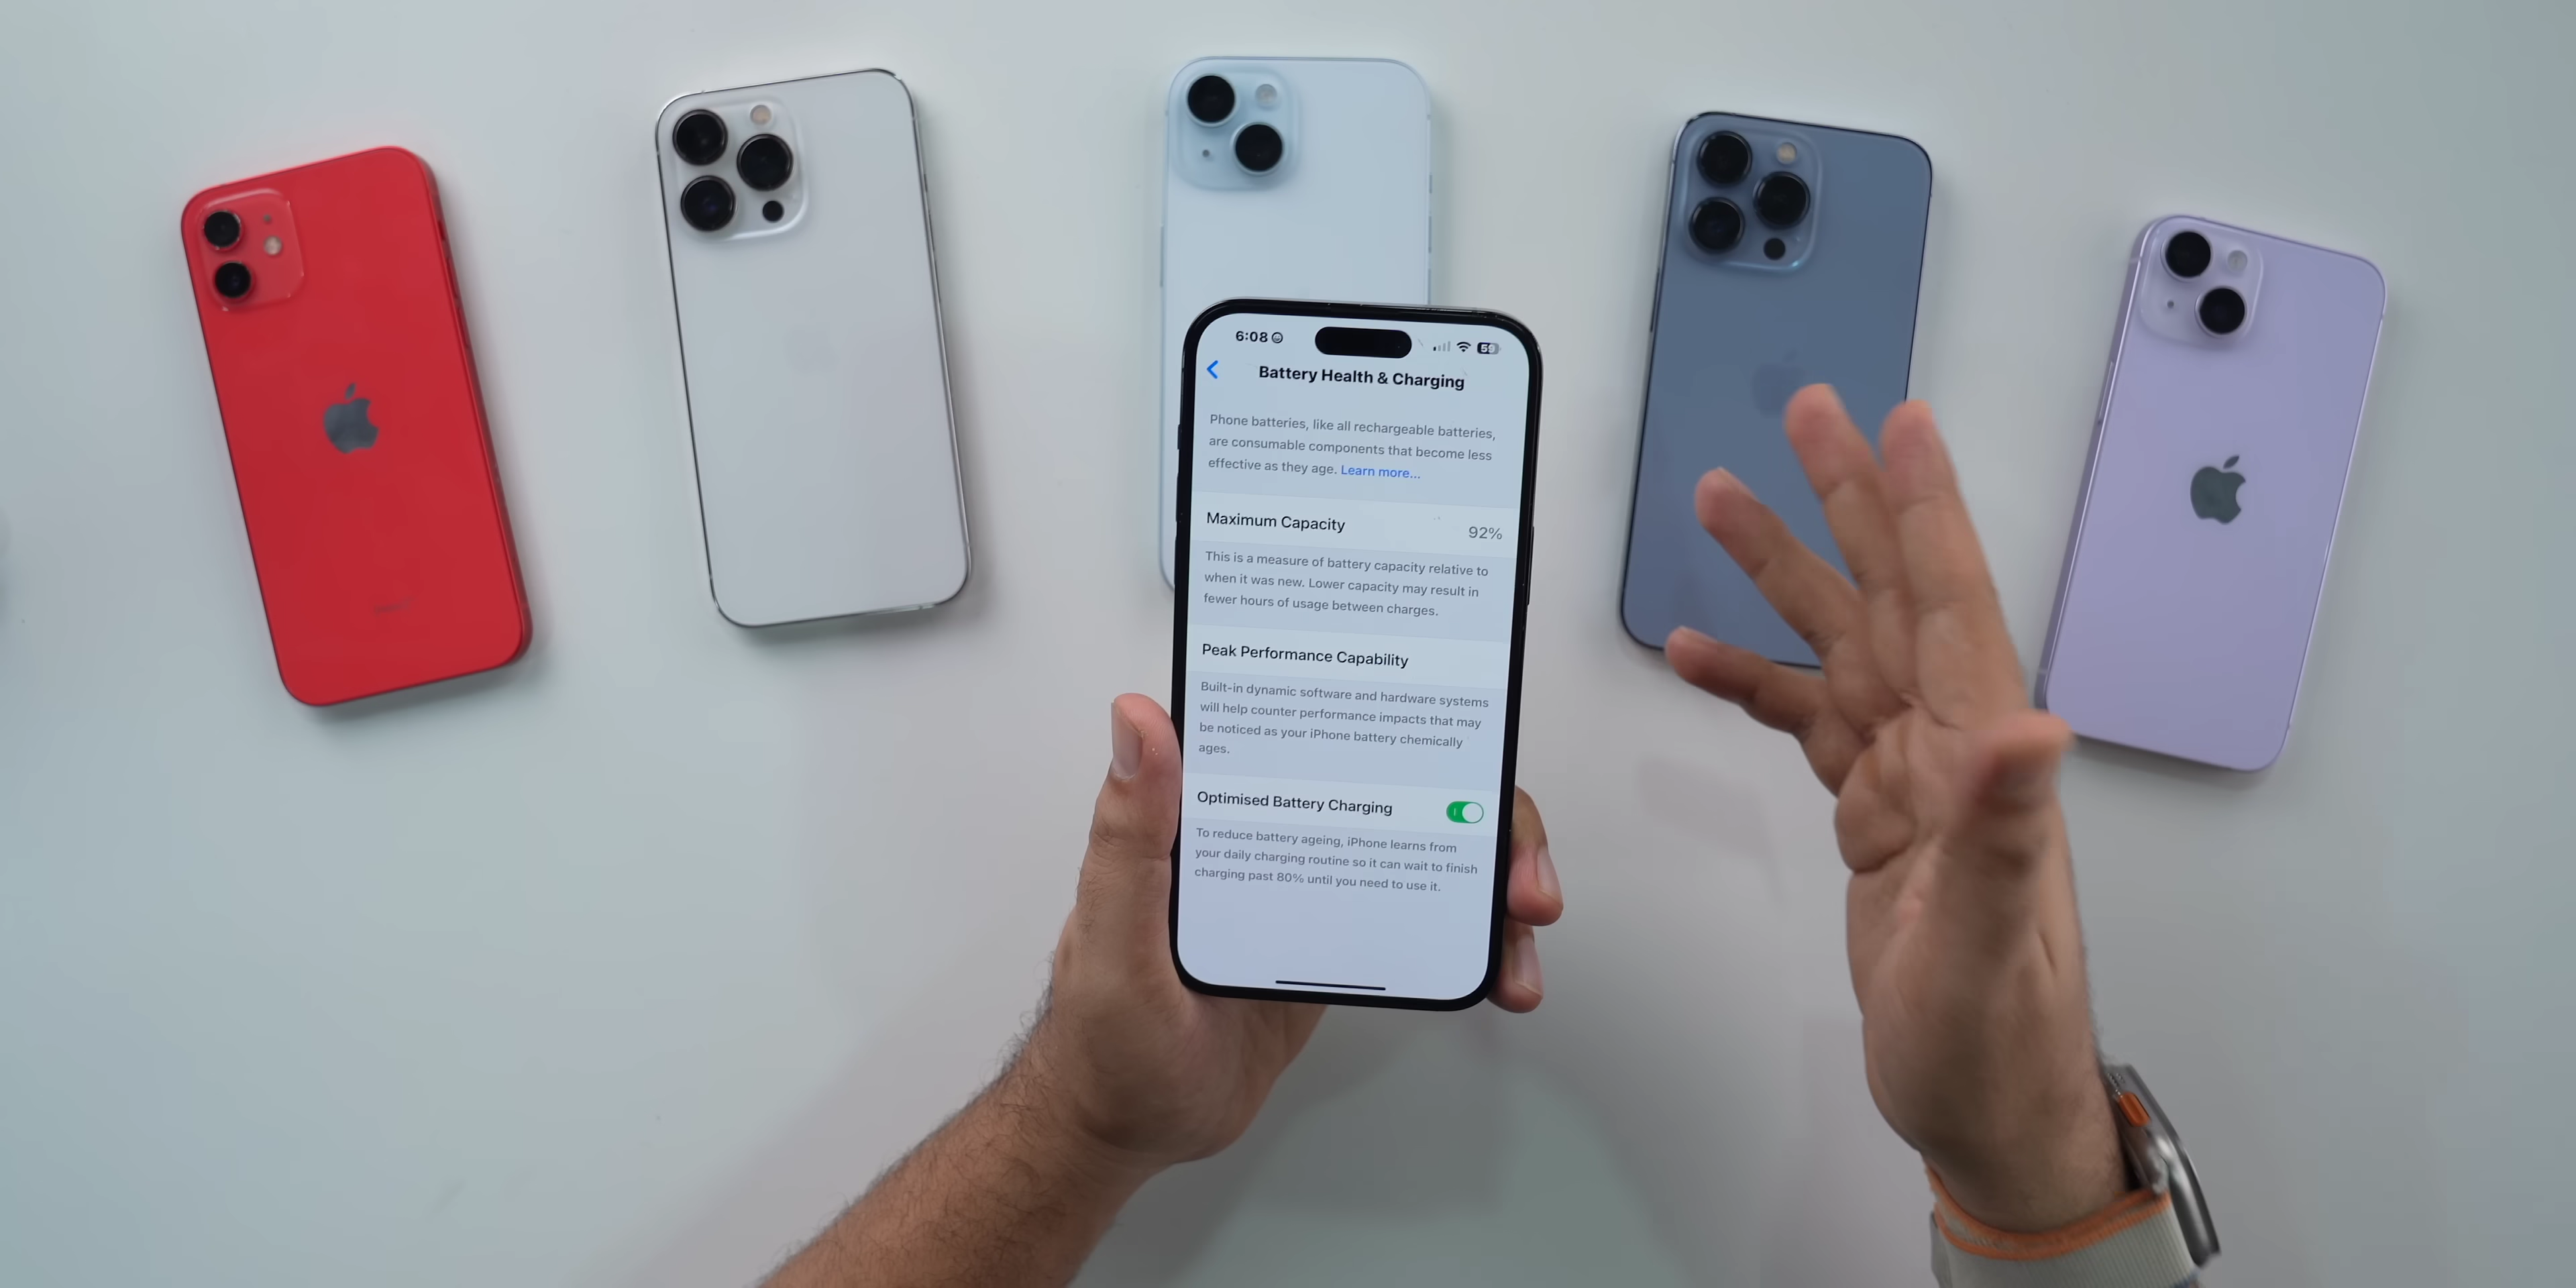 6:08
Battery Health & Charging
Phone batteries, like all rechargeable batteries,
are consumable components that become less
effective as they age. Learn more...
Maximum Capacity 92%
This is a measure of battery capacity relative to
when it was new. Lower capacity may result in
fewer hours of usage between charges.
Peak Performance Capability
Built-in dynamic software and hardware systems
will help counter performance impacts that may
be noticed as your iPhone battery chemically
ages.
Optimised Battery Charging
To reduce battery ageing, iPhone learns from
your daily charging routine so it can wait to finish
charging past 80% until you need to use it.